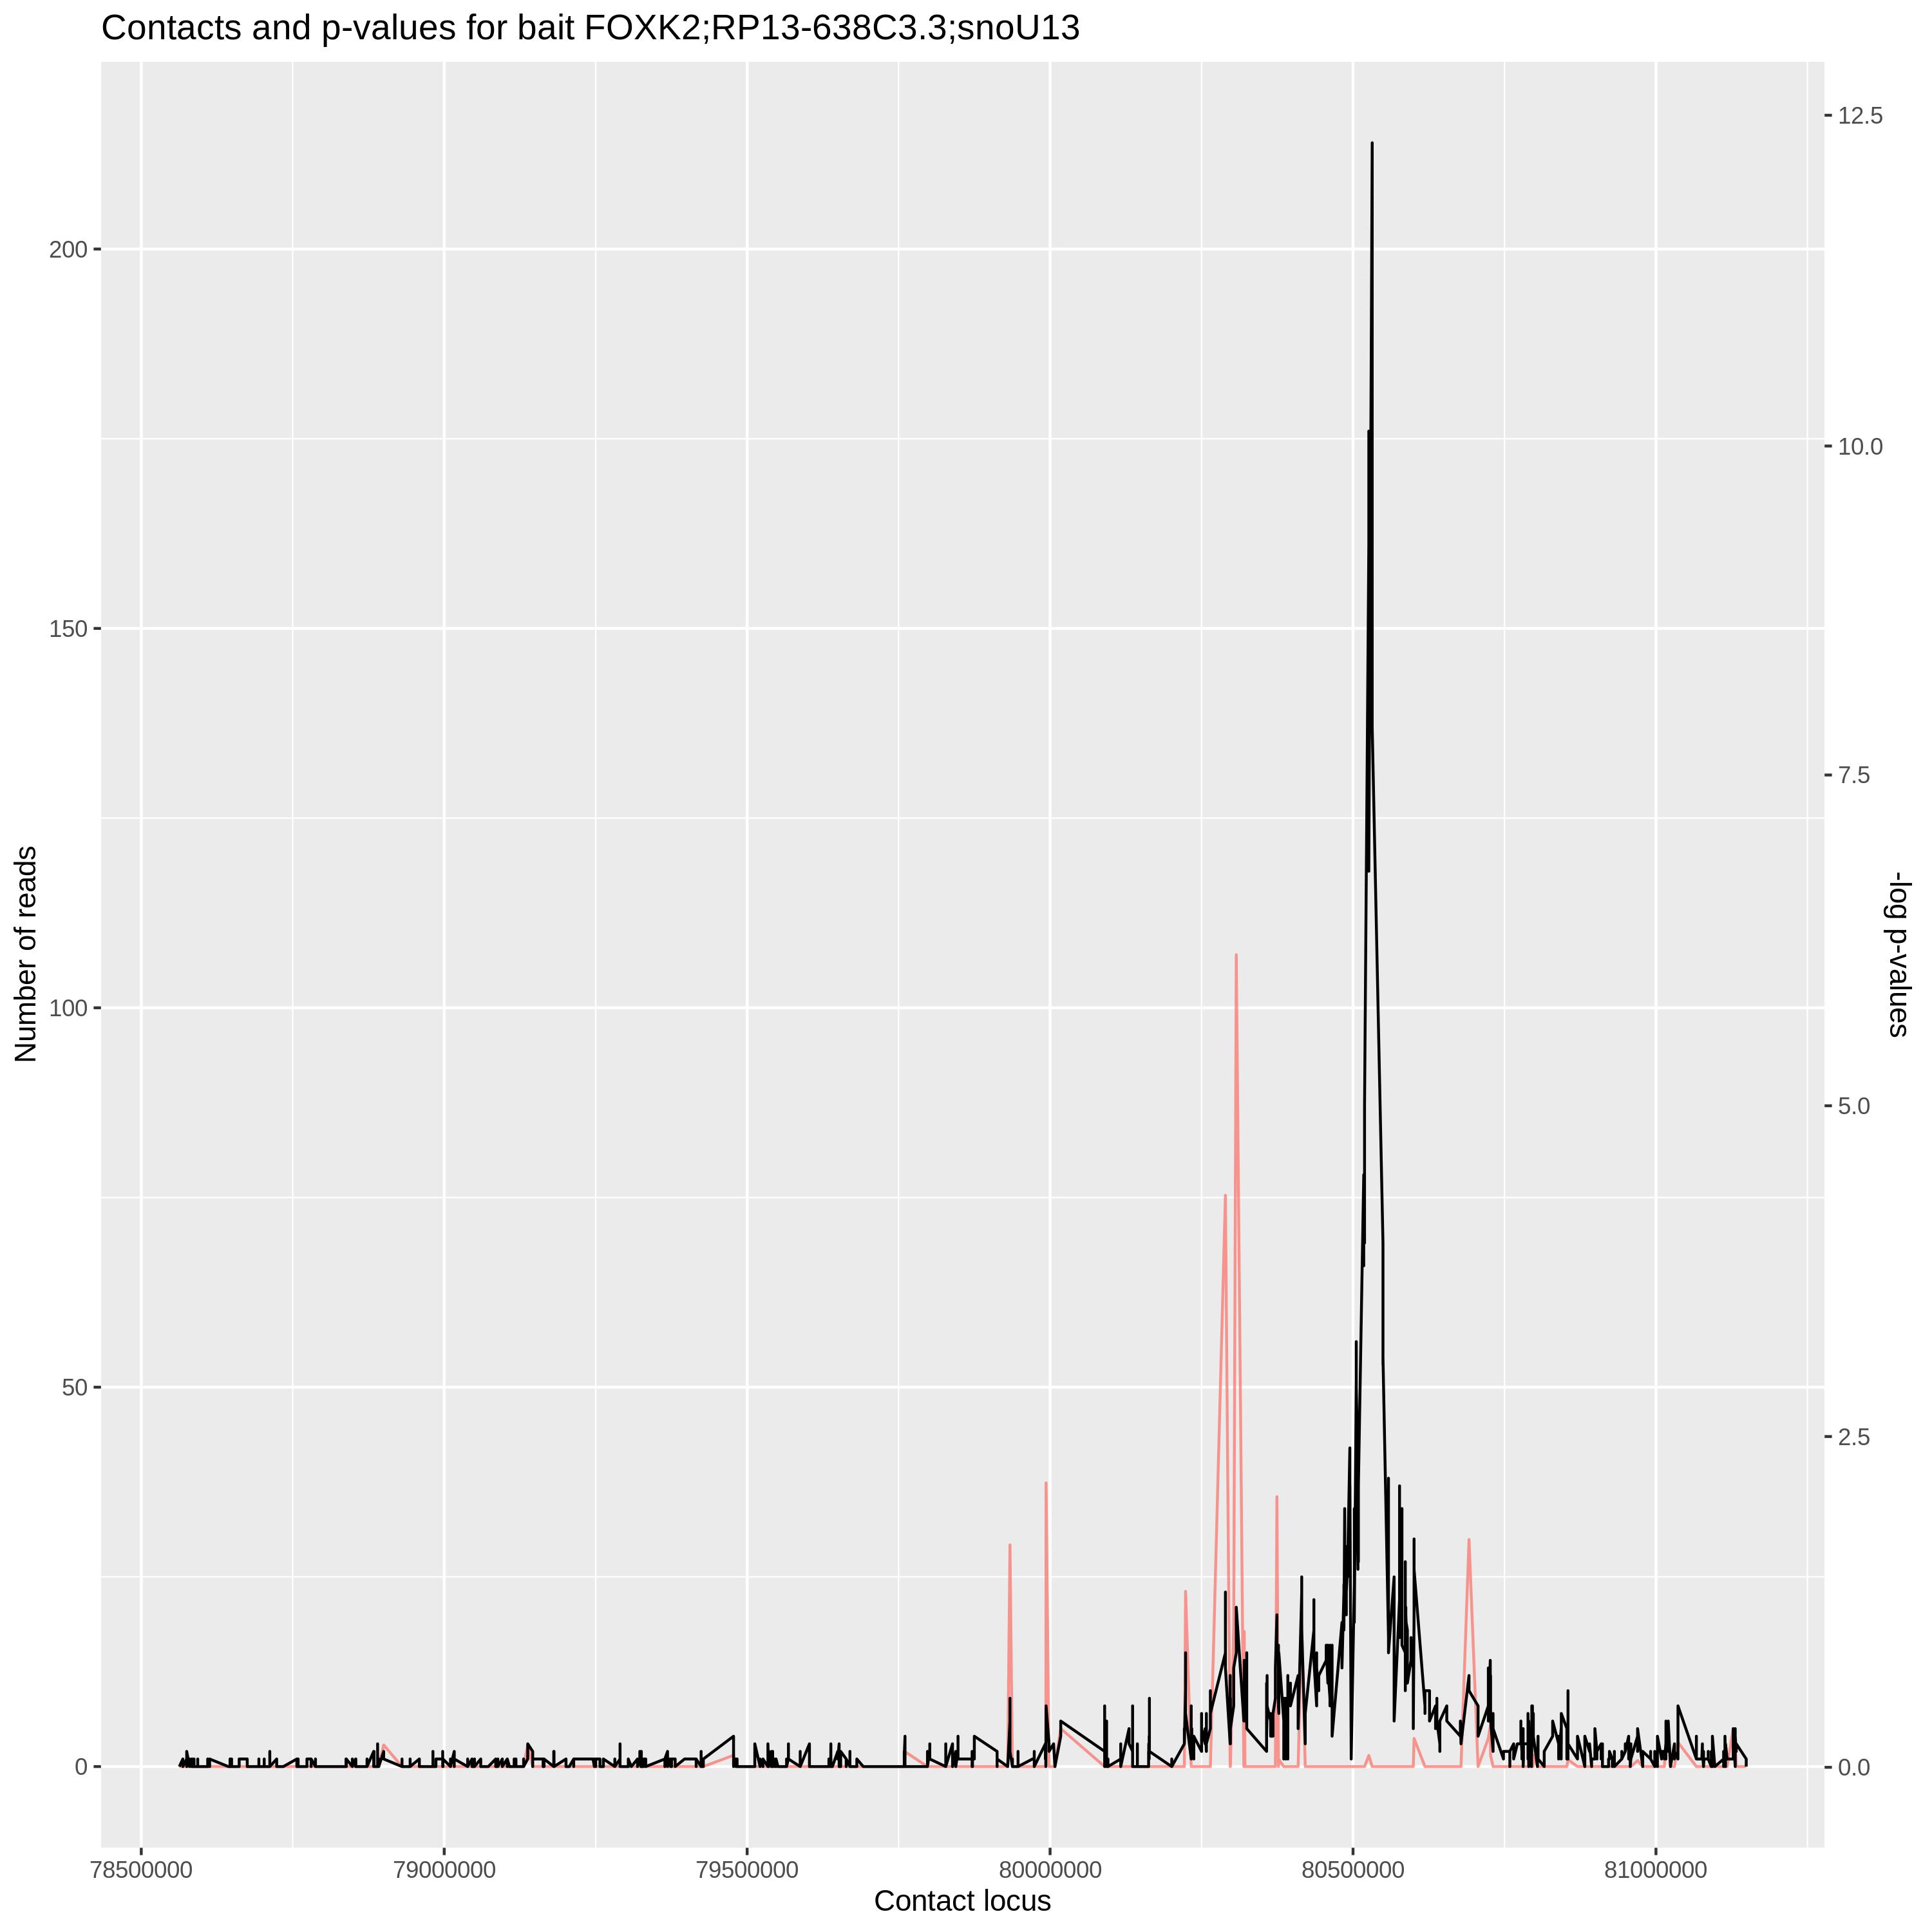 Contacts and p-values for bait FOXK2;RP13-638C3.3;snoU13
Number of reads
200
150
100
50
0
12.5
10.0
7.5
5.0
2.5
0.0
-log p-values
78500000 79000000 79500000 80000000 80500000 81000000
Contact locus